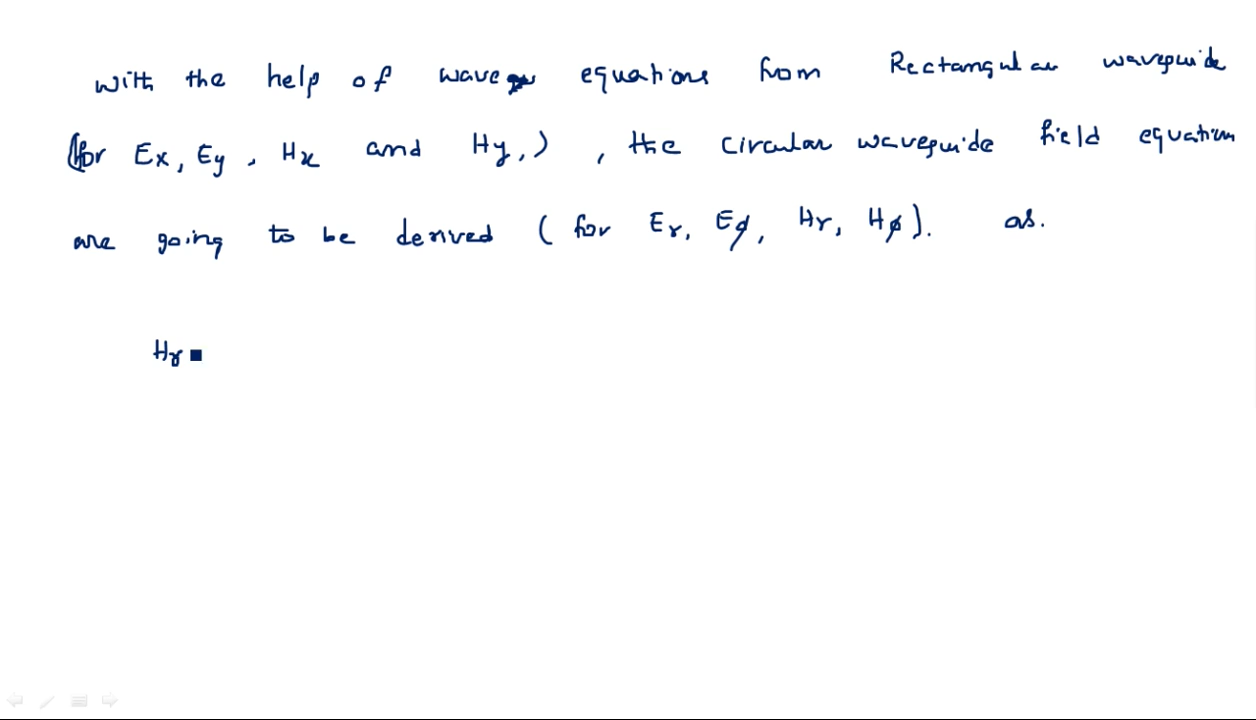 with the help of wave equations from Rectangular waveguide
(for Ex, Ey, Hx and Hy,) , the circular waveguide field equation
are going to be derived ( for Er, Eϕ, Hr, Hϕ). as.
Hr